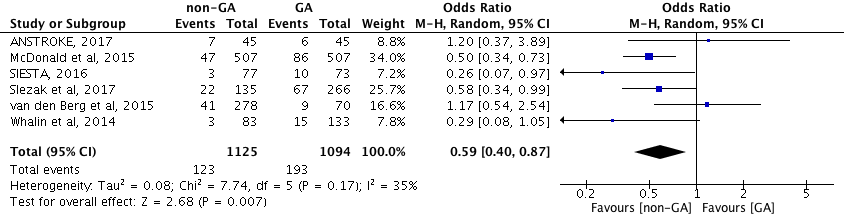 non-GA GA Odds Ratio Odds Ratio
Study or Subgroup Events Total Events Total Weight M-H, Random, 95% CI M-H, Random, 95% CI
ANSTROKE, 2017 7 45 6 45 8.8% 1.20 [0.37, 3.89]
McDonald et al, 2015 47 507 86 507 34.0% 0.50 [0.34, 0.73]
SIESTA, 2016 3 77 10 73 7.2% 0.26 [0.07, 0.97]
Slezak et al, 2017 22 135 67 266 25.7% 0.58 [0.34, 0.99]
van den Berg et al, 2015 41 278 9 70 16.6% 1.17 [0.54, 2.54]
Whalin et al, 2014 3 83 15 133 7.8% 0.29 [0.08, 1.05]
Total (95% CI) 1125 1094 100.0% 0.59 [0.40, 0.87]
Total events 123 193
Heterogeneity: Tau² = 0.08; Chi² = 7.74, df = 5 (P = 0.17); I² = 35%
Test for overall effect: Z = 2.68 (P = 0.007)
0.2 0.5 1 2 5
Favours [non-GA] Favours [GA]